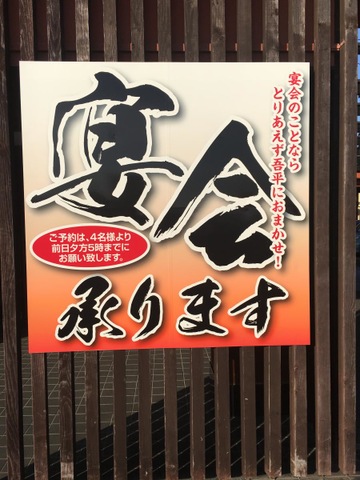 宴会のことなら
とりあえず吾平におまかせ!
宴会
ご予約は、4名様より
前日夕方5時までに
お願い致します。
承ります